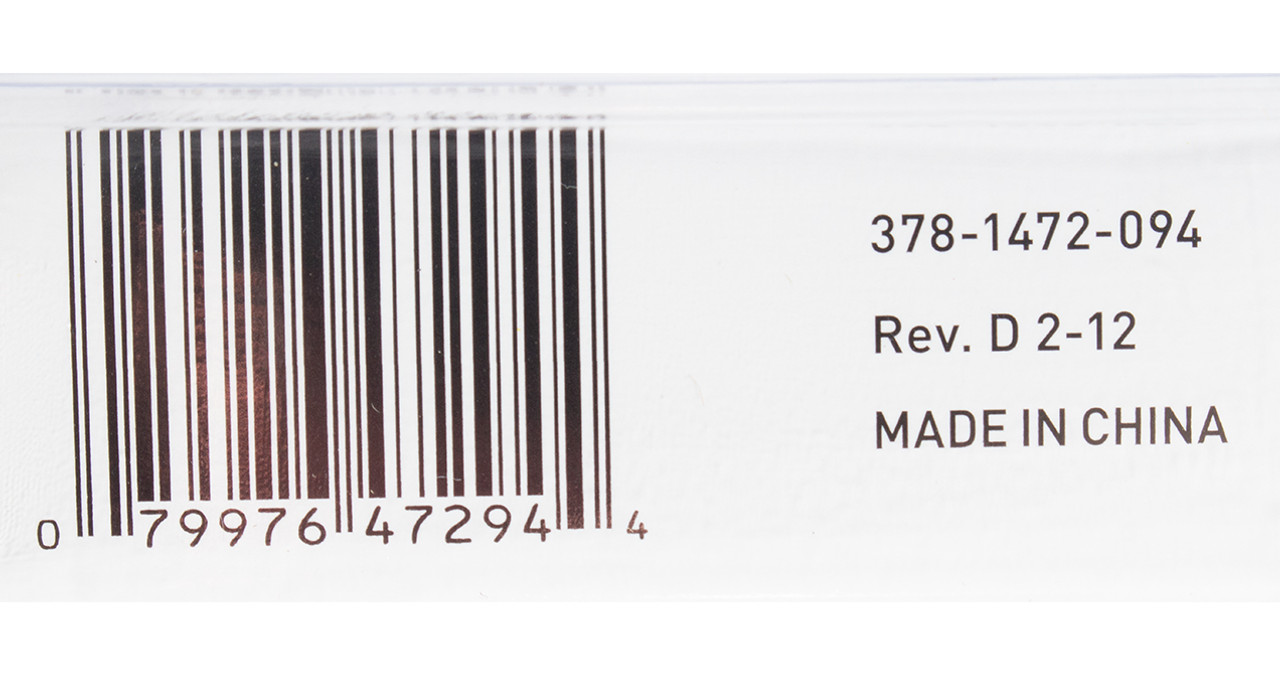 0 79976 47294 4
378-1472-094
Rev. D 2-12
MADE IN CHINA